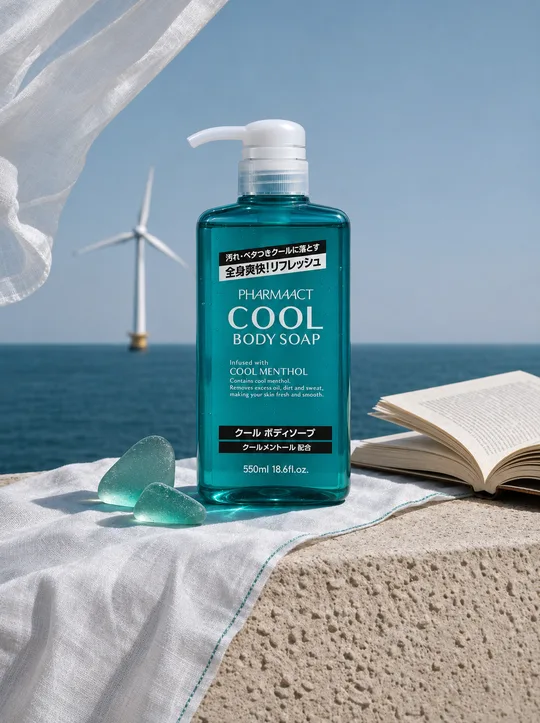 汚れ・ベタつきクールに落とす
全身爽快!リフレッシュ
PHARMAACT
COOL
BODY SOAP
Infused with
COOL MENTHOL
Contains cool menthol.
Removes excess oil, dirt and sweat,
making your skin fresh and smooth.
クール ボディソープ
クールメントール 配合
550ml 18.6fl.oz.